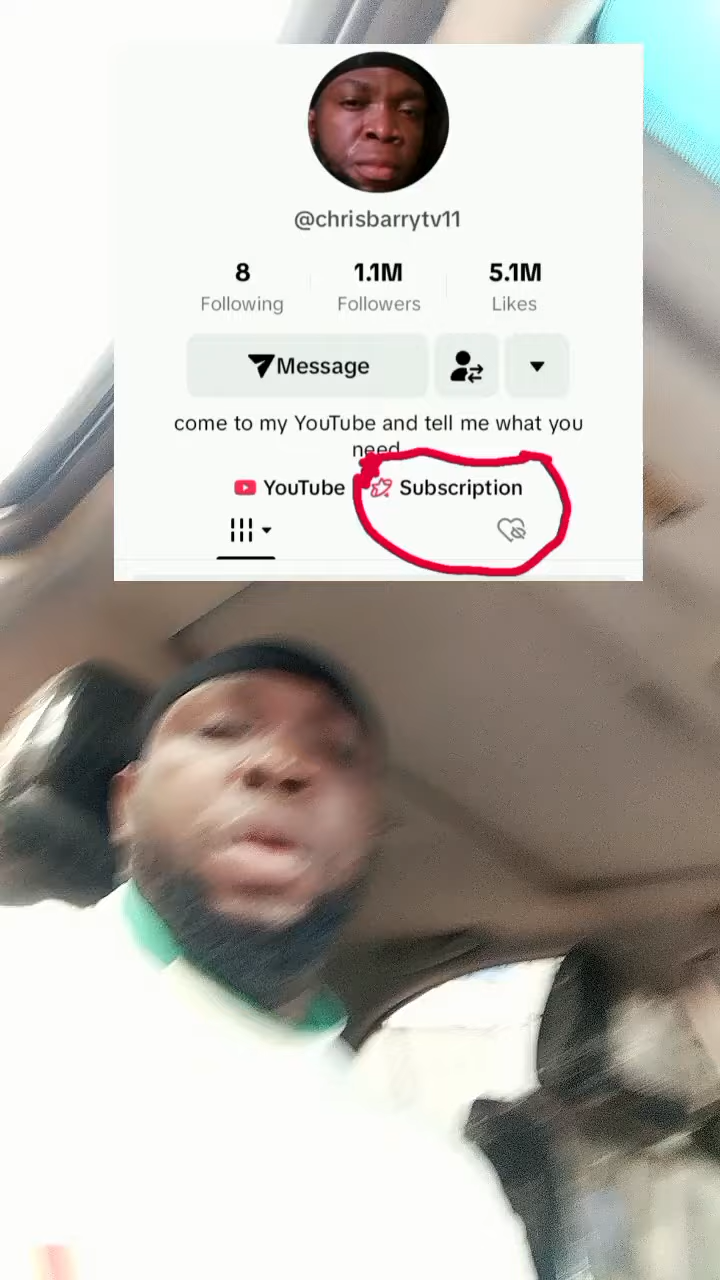 @chrisbarrytv11
8 1.1M 5.1M
Following Followers Likes
Message
come to my YouTube and tell me what you
need
YouTube Subscription